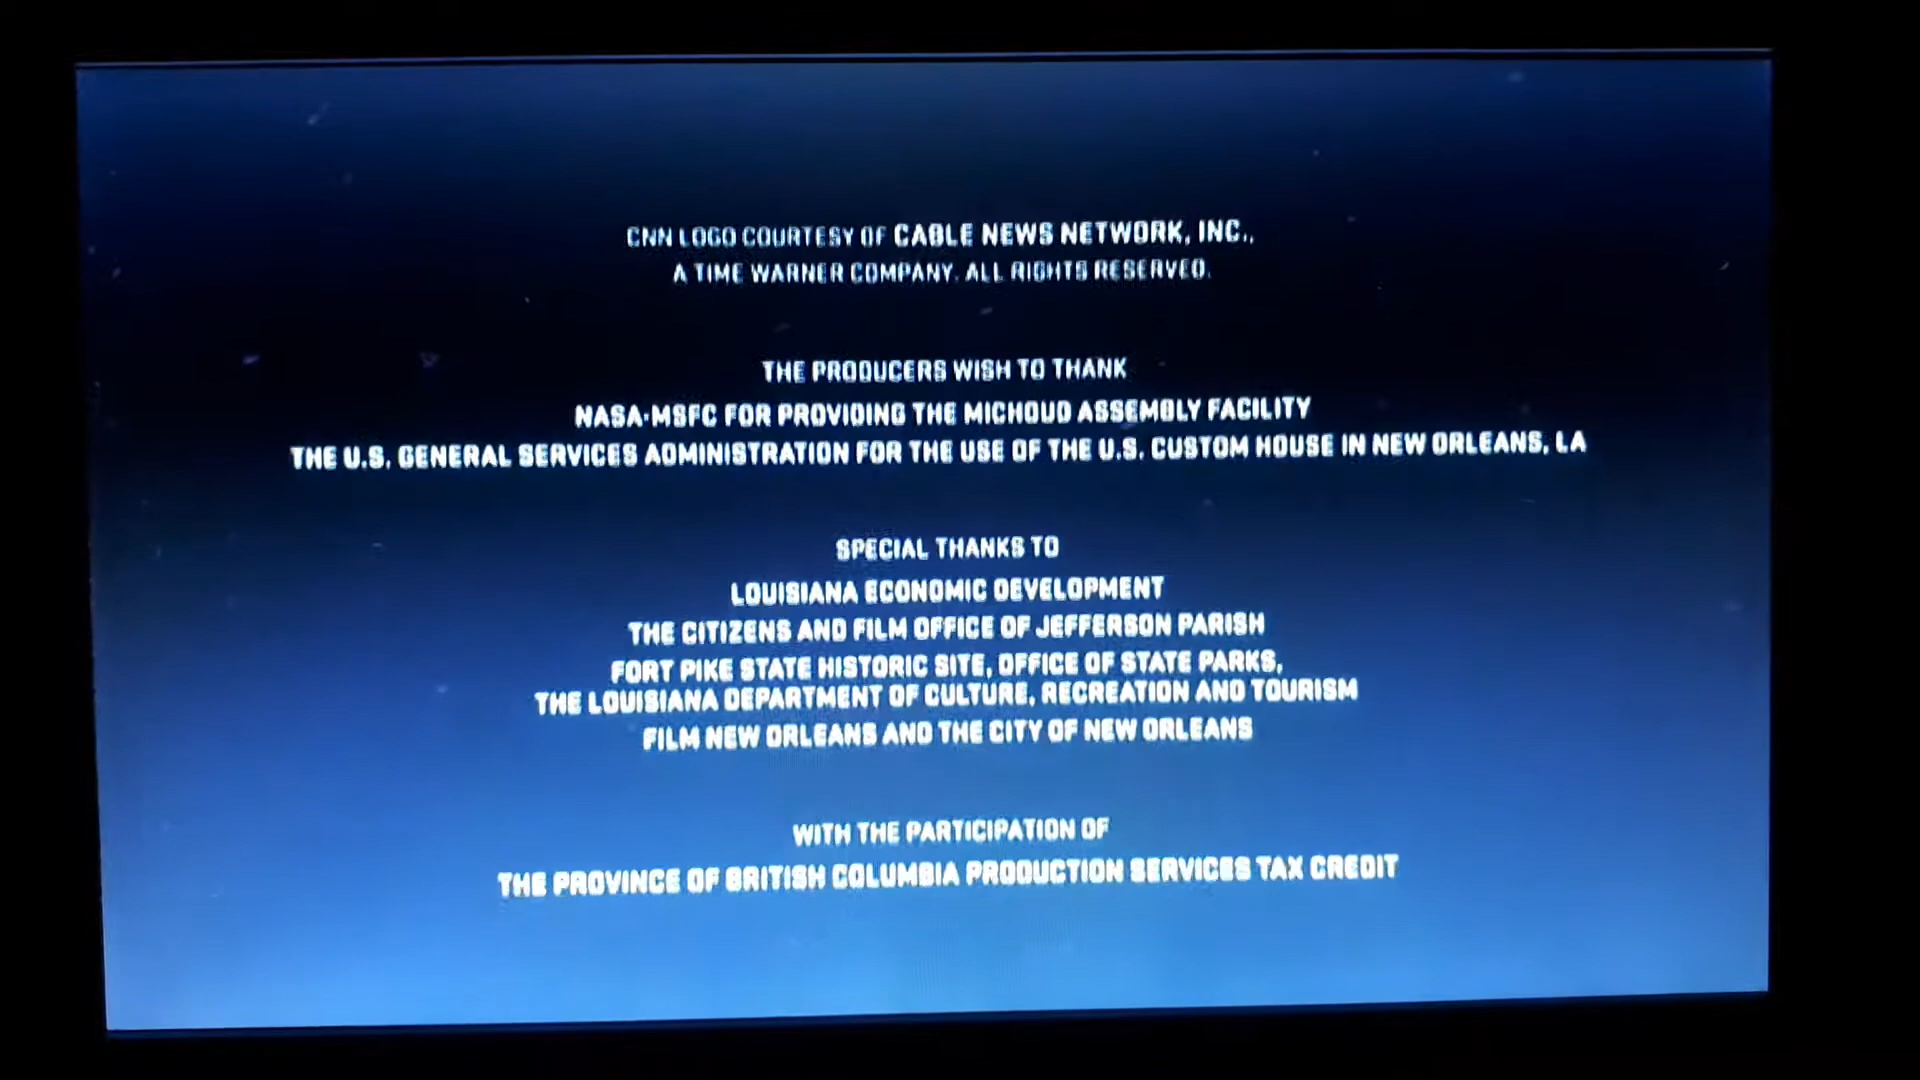 CNN LOGO COURTESY OF CABLE NEWS NETWORK, INC.,
A TIME WARNER COMPANY. ALL RIGHTS RESERVED.
THE PRODUCERS WISH TO THANK
NASA-MSFC FOR PROVIDING THE MICHOUD ASSEMBLY FACILITY
THE U.S. GENERAL SERVICES ADMINISTRATION FOR THE USE OF THE U.S. CUSTOM HOUSE IN NEW ORLEANS, LA
SPECIAL THANKS TO
LOUISIANA ECONOMIC DEVELOPMENT
THE CITIZENS AND FILM OFFICE OF JEFFERSON PARISH
FORT PIKE STATE HISTORIC SITE, OFFICE OF STATE PARKS,
THE LOUISIANA DEPARTMENT OF CULTURE, RECREATION AND TOURISM
FILM NEW ORLEANS AND THE CITY OF NEW ORLEANS
WITH THE PARTICIPATION OF
THE PROVINCE OF BRITISH COLUMBIA PRODUCTION SERVICES TAX CREDIT